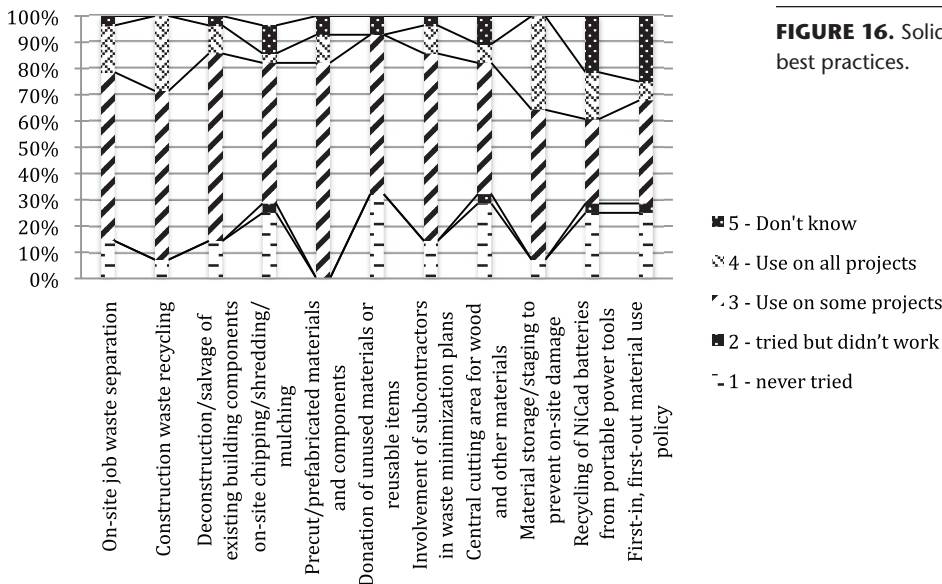 100%
90%
80%
70%
60%
50%
40%
30%
20%
10%
0%
On-site job waste separation
Construction waste recycling
Deconstruction/salvage of
existing building components
on-site chipping/shredding/
mulching
Precut/prefabricated materials
and components
Donation of unused materials or
reusable items
Involvement of subcontractors
in waste minimization plans
Central cutting area for wood
and other materials
Material storage/staging to
prevent on-site damage
Recycling of NiCad batteries
from portable power tools
First-in, first-out material use
policy
5 - Don't know
4 - Use on all projects
3 - Use on some projects
2 - tried but didn't work
1 - never tried
FIGURE 16. Solid
best practices.